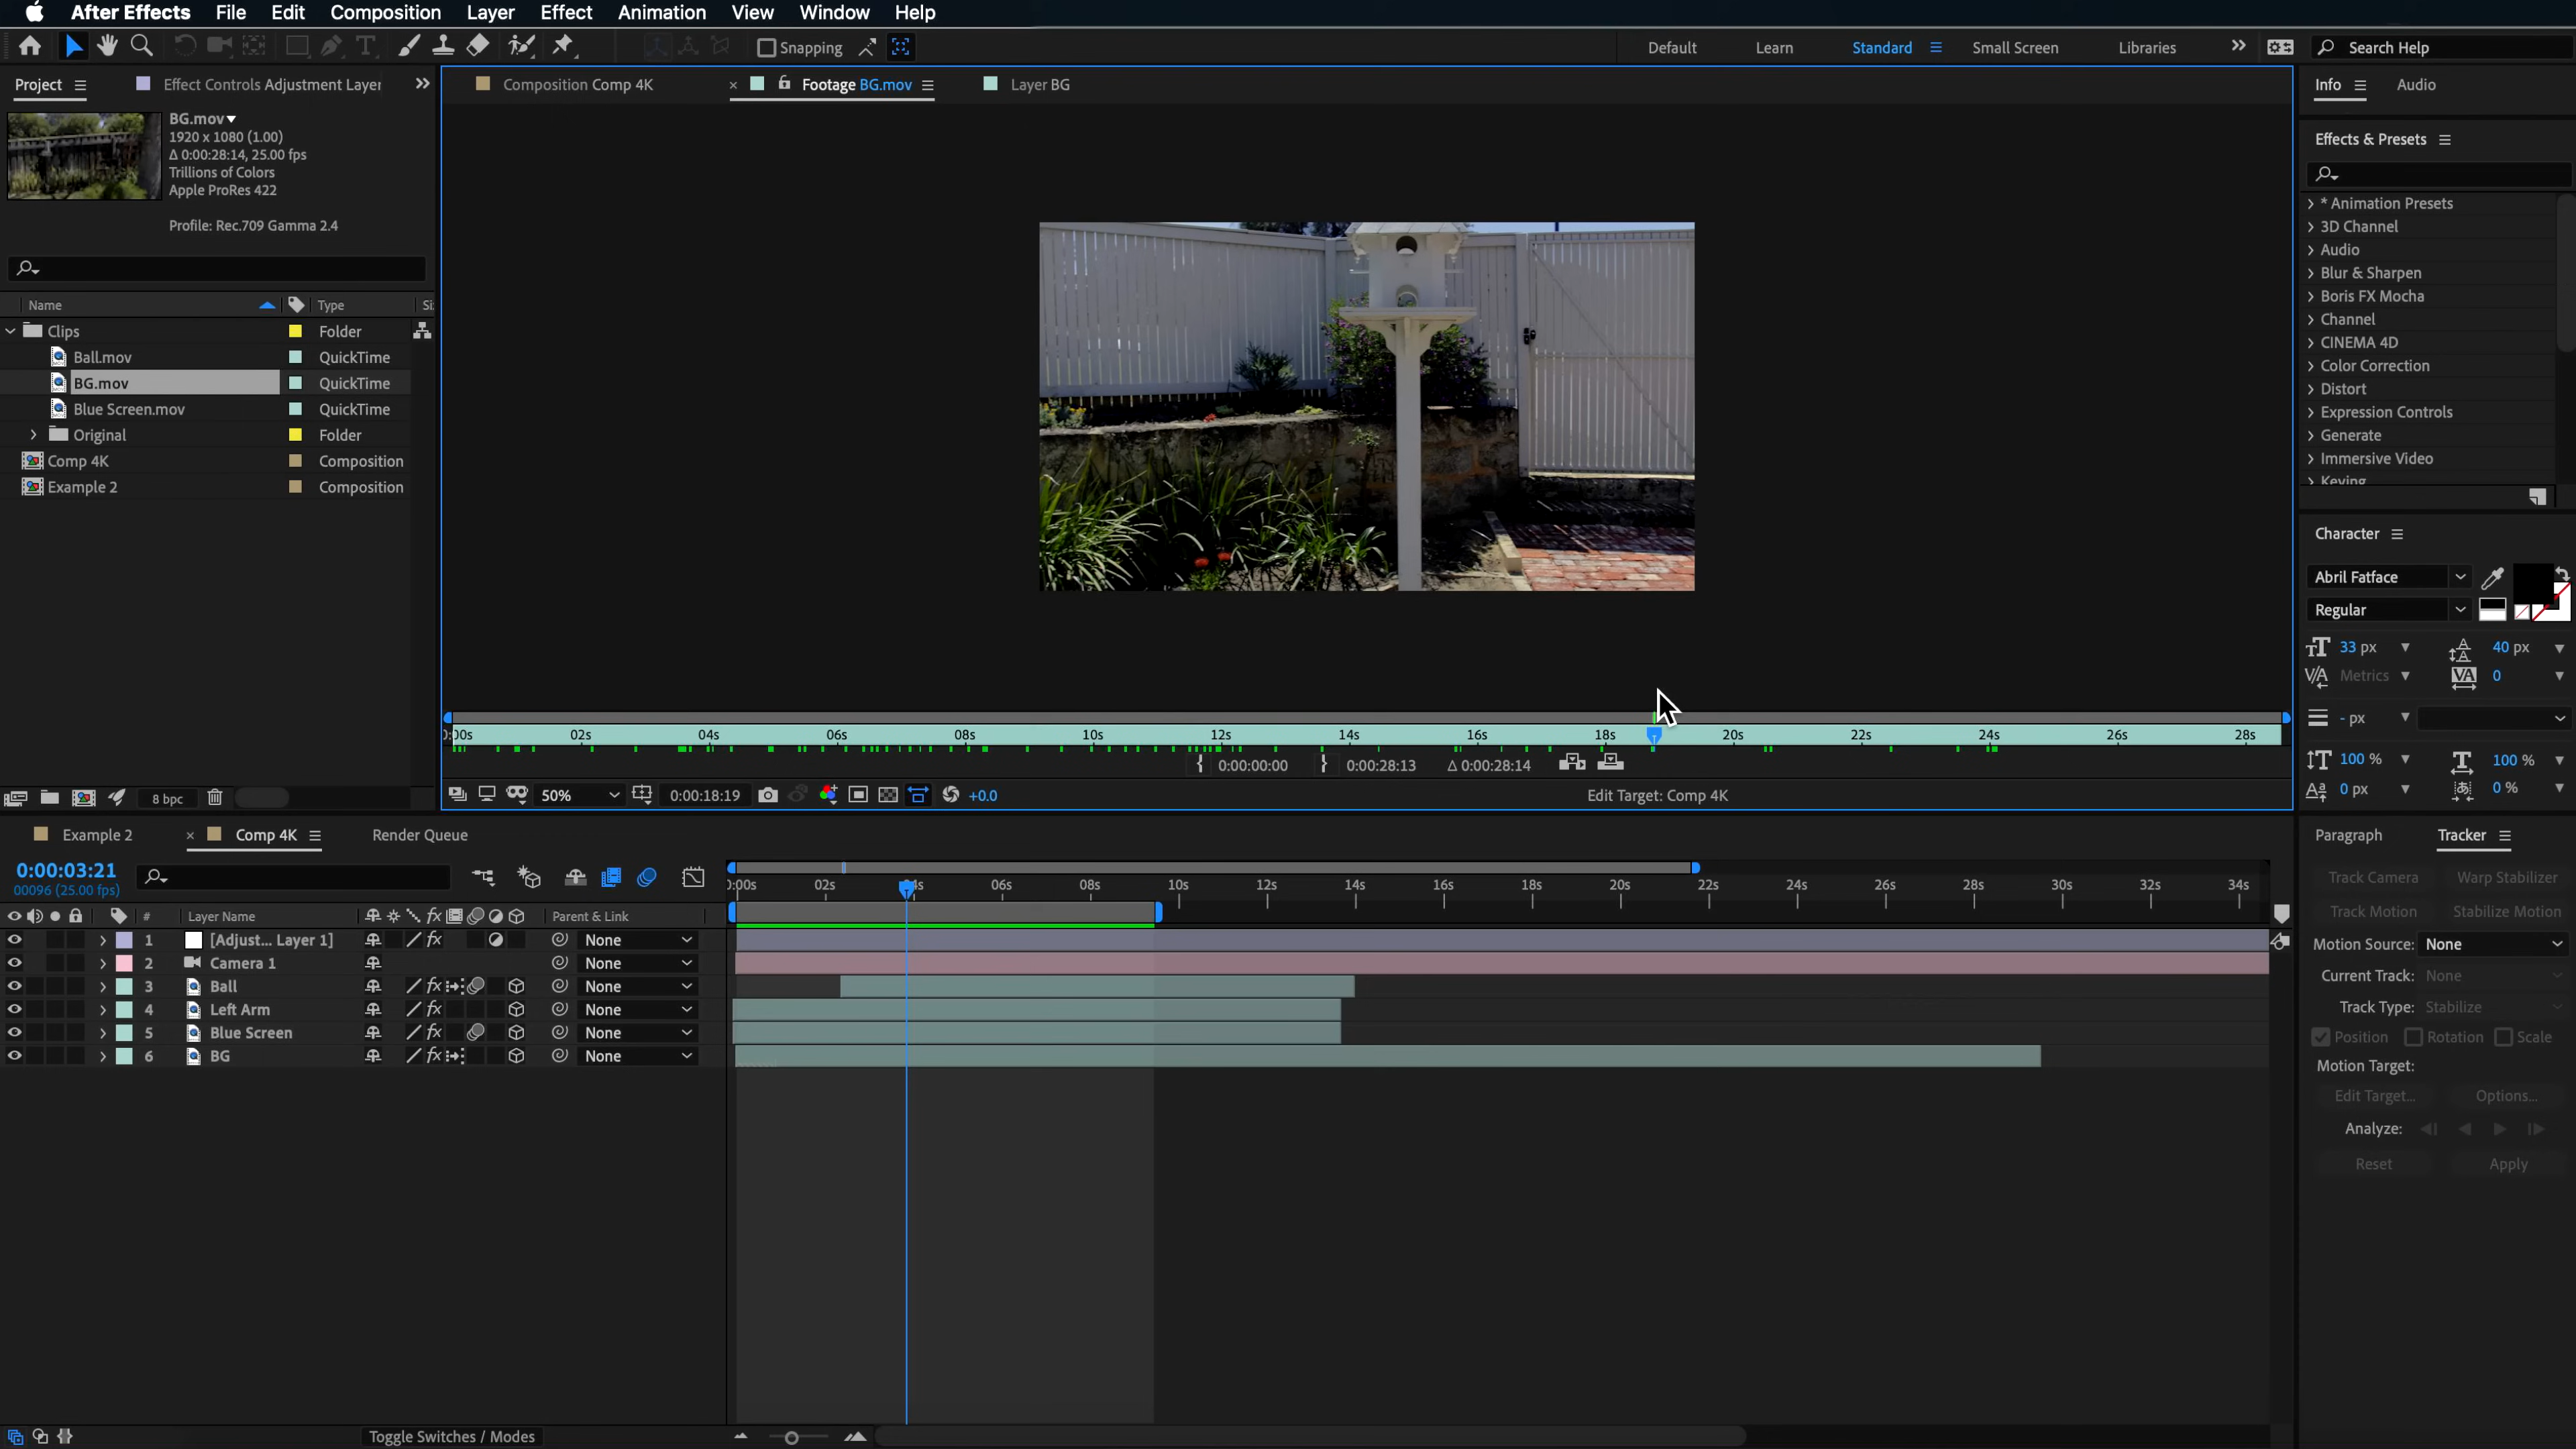 After Effects File Edit Composition Layer Effect Animation View Window Help
Snapping Default Learn Standard Small Screen Libraries Search Help
Project Effect Controls Adjustment Layer
BG.mov
1920 x 1080 (1.00)
Δ 0:00:28:14, 25.00 fps
Trillions of Colors
Apple ProRes 422
Profile: Rec.709 Gamma 2.4
Name Type Si
Clips Folder
Ball.mov QuickTime
BG.mov QuickTime
Blue Screen.mov QuickTime
Original Folder
Comp 4K Composition
Example 2 Composition
8 bpc
Composition Comp 4K Footage BG.mov Layer BG
0:00s 02s 04s 06s 08s 10s 12s 14s 16s 18s 20s 22s 24s 26s 28s
0:00:00:00 0:00:28:13 Δ 0:00:28:14
50% 0:00:18:19 +0.0 Edit Target: Comp 4K
Info Audio
Effects & Presets
* Animation Presets
3D Channel
Audio
Blur & Sharpen
Boris FX Mocha
Channel
CINEMA 4D
Color Correction
Distort
Expression Controls
Generate
Immersive Video
Keying
Character
Abril Fatface
Regular
33 px 40 px
Metrics 0
- px
100 % 100 %
0 px 0 %
Paragraph Tracker
Track Camera Warp Stabilizer
Track Motion Stabilize Motion
Motion Source: None
Current Track: None
Track Type: Stabilize
Position Rotation Scale
Motion Target:
Edit Target... Options...
Analyze:
Reset Apply
Example 2 Comp 4K Render Queue
0:00:03:21
00096 (25.00 fps)
:00s 02s 04s 06s 08s 10s 12s 14s 16s 18s 20s 22s 24s 26s 28s 30s 32s 34s
# Layer Name Parent & Link
1 [Adjust... Layer 1] None
2 Camera 1 None
3 Ball None
4 Left Arm None
5 Blue Screen None
6 BG None
Toggle Switches / Modes